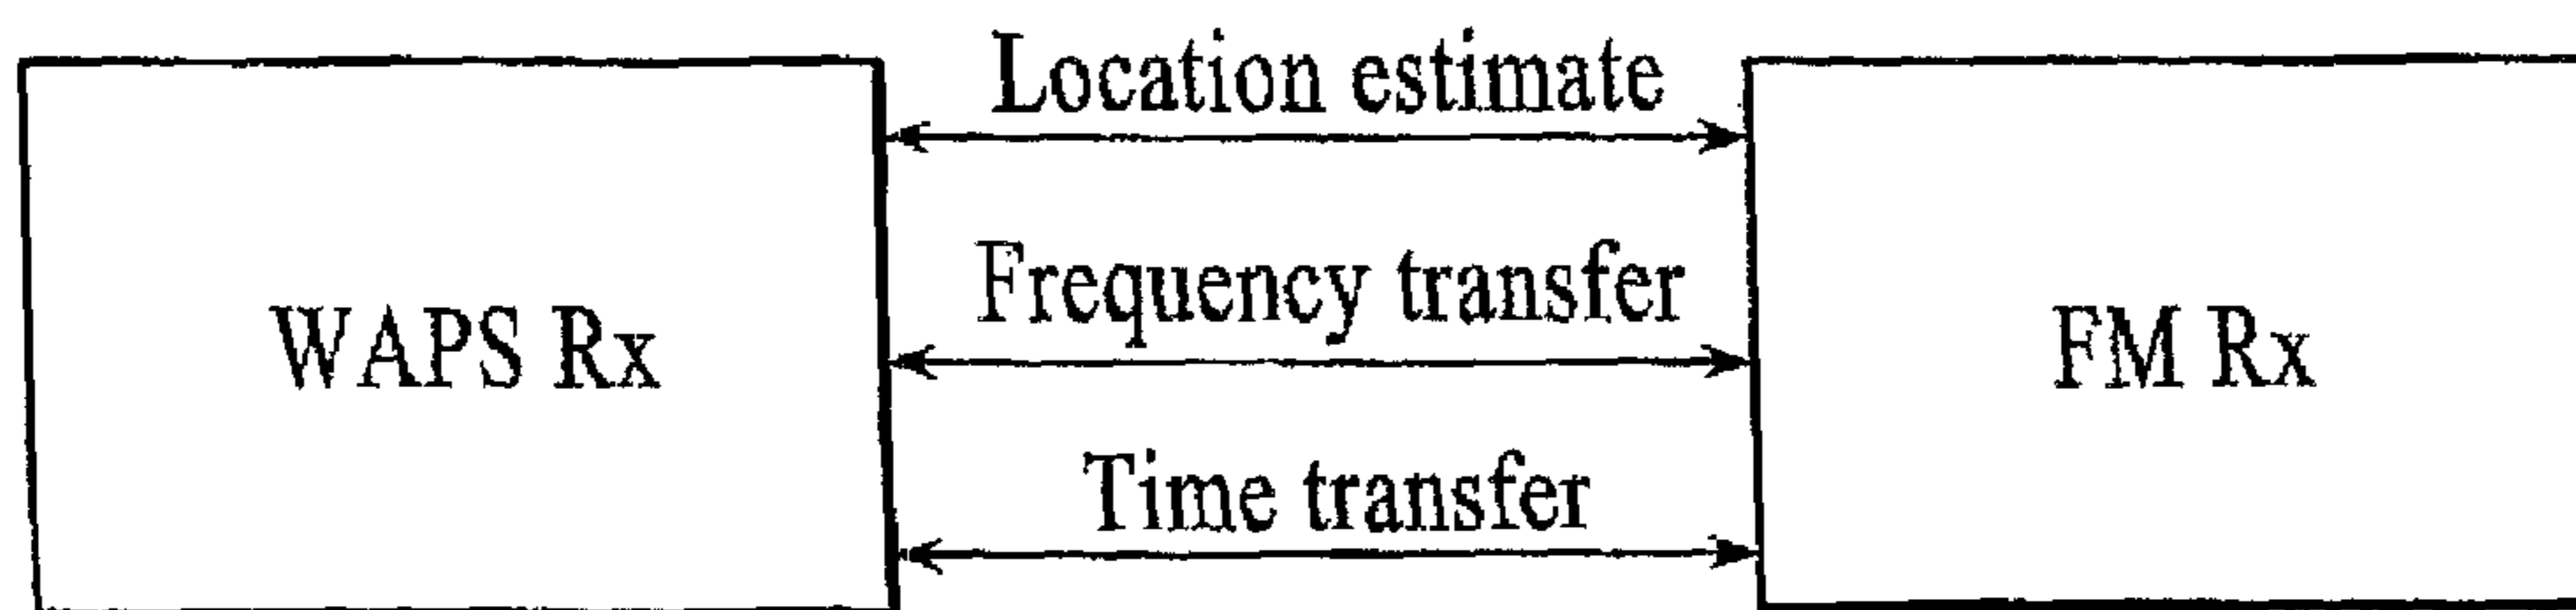 Location estimate
Frequency transfer
WAPS Rx
FM Rx
Time transfer